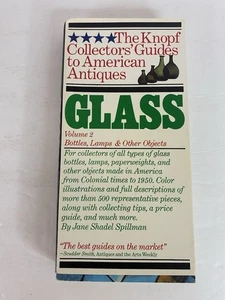 ★★★★The Knopf
Collectors' Guides
to American
Antiques
GLASS
Volume 2
Bottles, Lamps & Other Objects
For collectors of all types of glass
bottles, lamps, paperweights, and
other objects made in America
from Colonial times to 1950. Color
illustrations and full descriptions of
more than 500 representative pieces,
along with collecting tips, a price
guide, and much more.
By Jane Shadel Spillman
"The best guides on the market"
–Scudder Smith, Antiques and the Arts Weekly